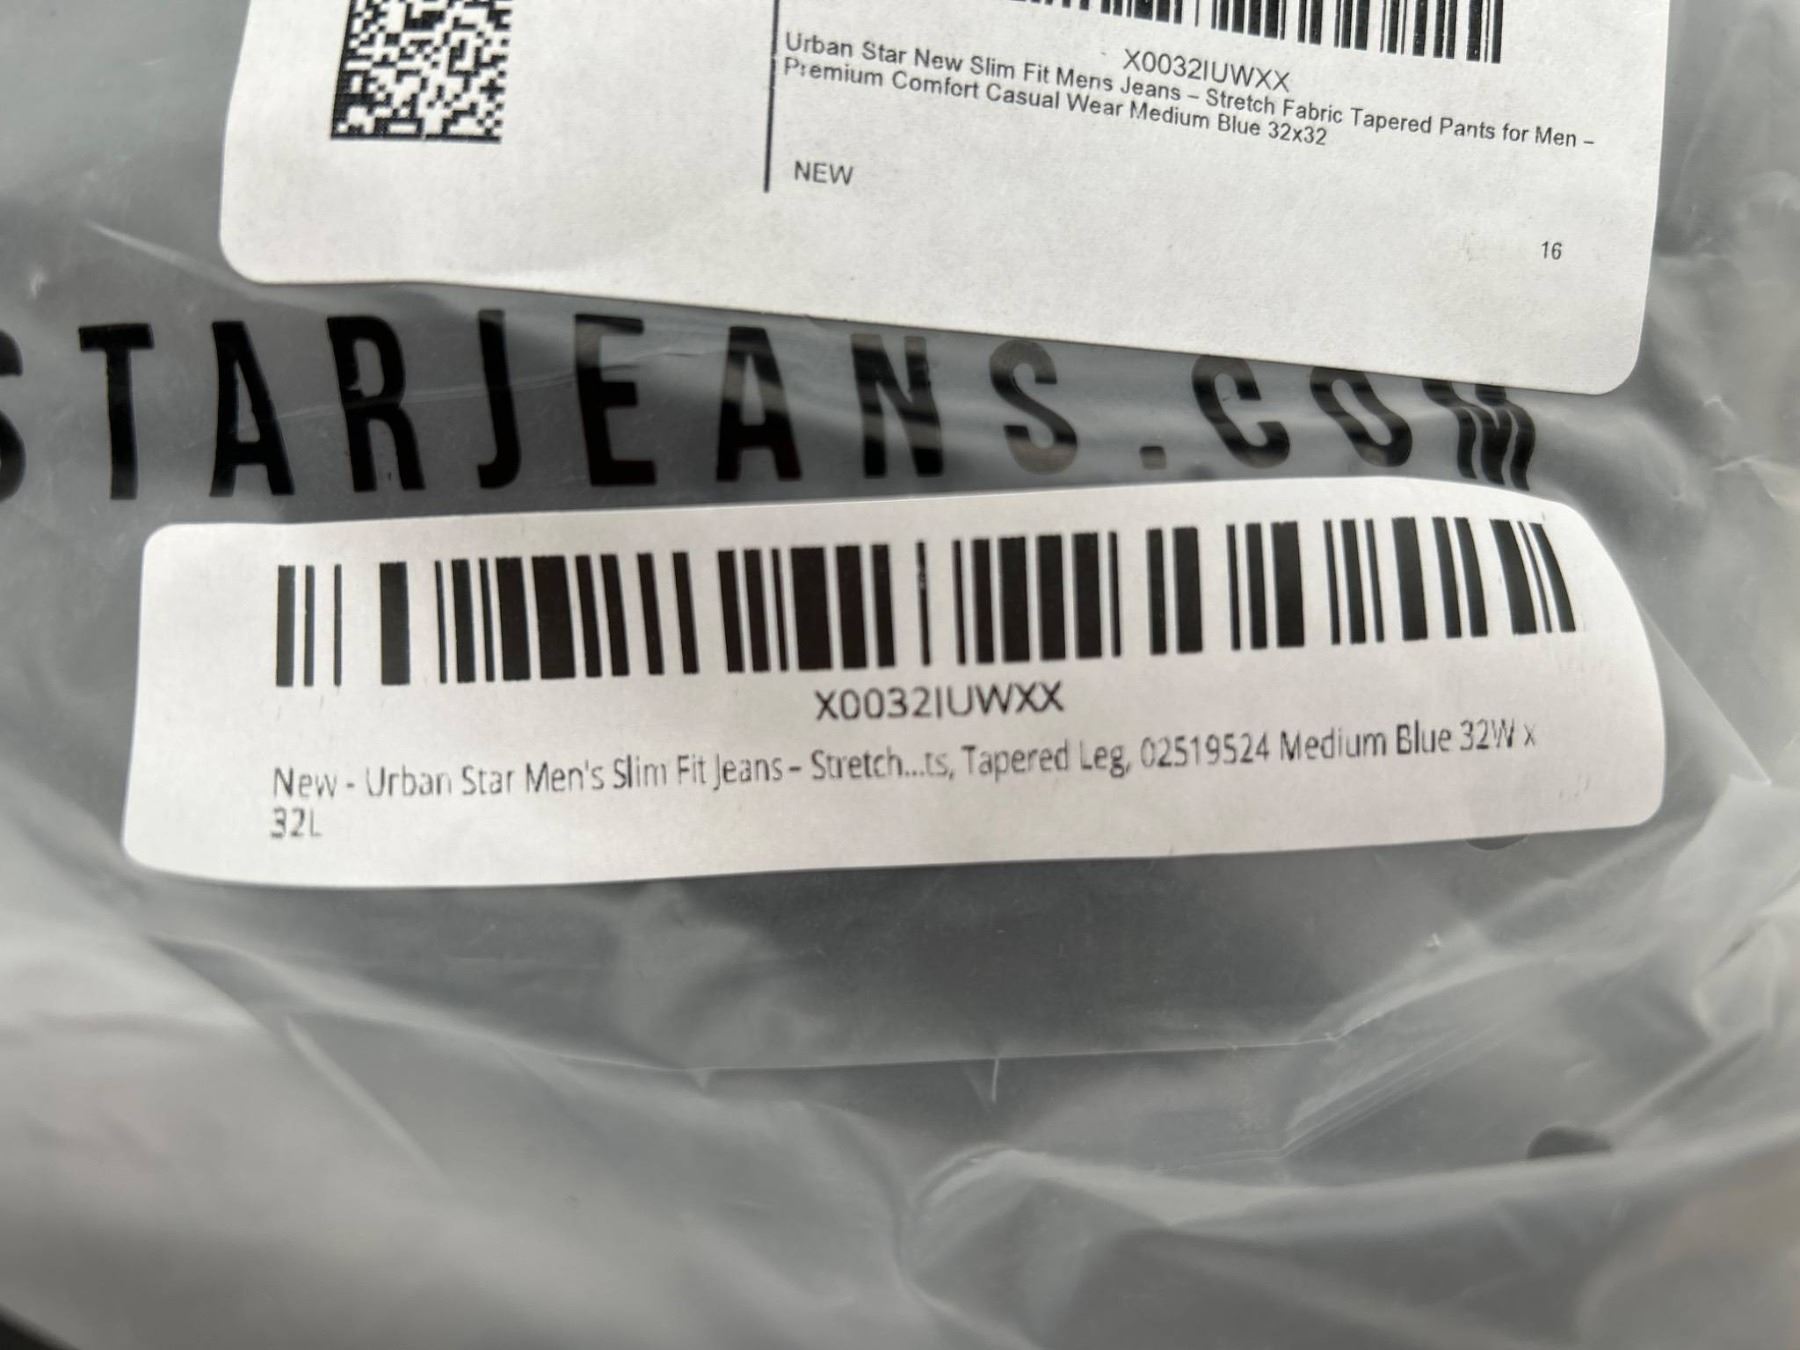 X0032IUWXX
Urban Star New Slim Fit Mens Jeans – Stretch Fabric Tapered Pants for Men –
Premium Comfort Casual Wear Medium Blue 32x32
NEW
16
STARJEANS.COM
X0032IUWXX
New - Urban Star Men's Slim Fit Jeans – Stretch...ts, Tapered Leg, 02519524 Medium Blue 32W x
32L